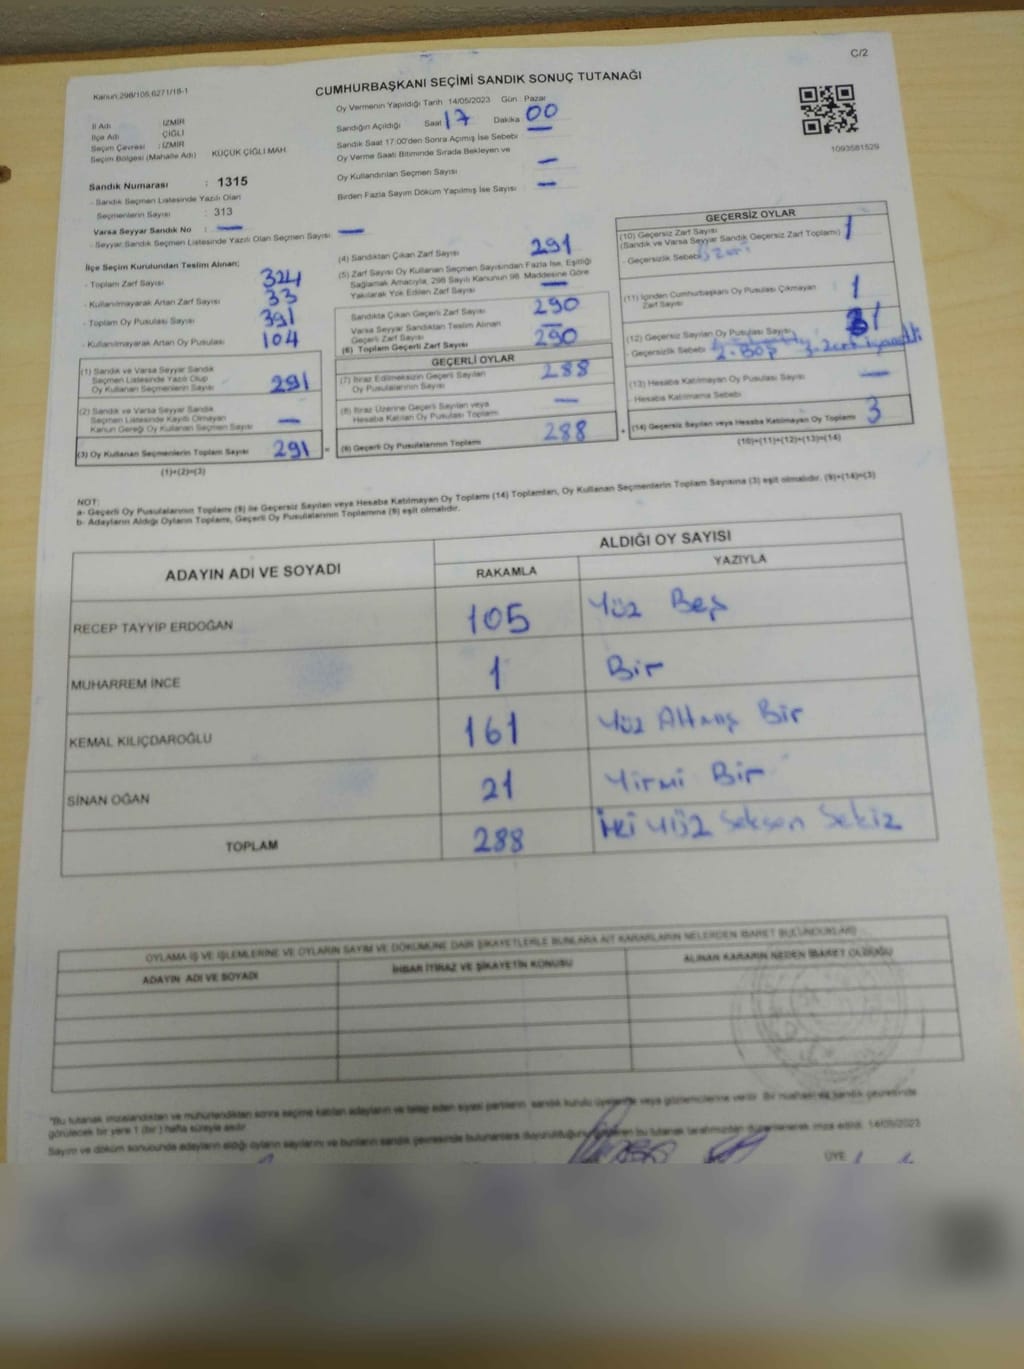 C/2
Kanun:298/105,6271/18-1
CUMHURBAŞKANI SEÇİMİ SANDIK SONUÇ TUTANAĞI
Oy Vermenin Yapıldığı Tarih 14/05/2023 Gün: Pazar
İl Adı : İZMİR
İlçe Adı : ÇİĞLİ
Seçim Çevresi : İZMİR
Seçim Bölgesi (Mahalle Adı) KÜÇÜK ÇİĞLİ MAH.
Sandığın Açıldığı Saat 17 Dakika 00
Sandık Saat 17:00'den Sonra Açımış İse Sebebi —
Oy Verme Saati Bitiminde Sırada Bekleyen ve
Oy Kullandırılan Seçmen Sayısı —
Birden Fazla Sayım Döküm Yapılmış İse Sayısı —
1093581529
Sandık Numarası : 1315
- Sandık Seçmen Listesinde Yazılı Olan
Seçmenlerin Sayısı : 313
Varsa Seyyar Sandık No : —
- Seyyar Sandık Seçmen Listesinde Yazılı Olan Seçmen Sayısı —
İlçe Seçim Kurulundan Teslim Alınan;
- Toplam Zarf Sayısı 324
- Kullanılmayarak Artan Zarf Sayısı 33
- Toplam Oy Pusulası Sayısı 391
- Kullanılmayarak Artan Oy Pusulası 104
(1) Sandık ve Varsa Seyyar Sandık
Seçmen Listesinde Yazılı Olup
Oy Kullanan Seçmenlerin Sayısı 291
(2) Sandık ve Varsa Seyyar Sandık
Seçmen Listesinde Kayıtlı Olmayan
Kanun Gereği Oy Kullanan Seçmen Sayısı —
(3) Oy Kullanan Seçmenlerin Toplam Sayısı 291
(1)+(2)=(3)
(4) Sandıktan Çıkan Zarf Sayısı 291
(5) Zarf Sayısı Oy Kullanan Seçmen Sayısından Fazla İse, Eşitliği
Sağlamak Amacıyla, 298 Sayılı Kanunun 98. Maddesine Göre
Yakılarak Yok Edilen Zarf Sayısı —
Sandıkta Çıkan Geçerli Zarf Sayısı 290
Varsa Seyyar Sandıktan Teslim Alınan
Geçerli Zarf Sayısı —
(6) Toplam Geçerli Zarf Sayısı 290
GEÇERLİ OYLAR
(7) İtiraz Edilmeksizin Geçerli Sayılan
Oy Pusulalarının Sayısı 288
(8) İtiraz Üzerine Geçerli Sayılan veya
Hesaba Katılan Oy Pusulası Toplamı —
(9) Geçerli Oy Pusulalarının Toplamı 288
GEÇERSİZ OYLAR
(10) Geçersiz Zarf Sayısı
(Sandık ve Varsa Seyyar Sandık Geçersiz Zarf Toplamı) 1
- Geçersizlik Sebebi
(11) İçinden Cumhurbaşkanı Oy Pusulası Çıkmayan
Zarf Sayısı 1
(12) Geçersiz Sayılan Oy Pusulası Sayısı 1
- Geçersizlik Sebebi 2-Boş
(13) Hesaba Katılmayan Oy Pusulası Sayısı —
- Hesaba Katılmama Sebebi
+ (14) Geçersiz Sayılan veya Hesaba Katılmayan Oy Toplamı 3
(10)+(11)+(12)+(13)=(14)
NOT:
a- Geçerli Oy Pusulalarının Toplamı (9) ile Geçersiz Sayılan veya Hesaba Katılmayan Oy Toplamı (14) Toplamları, Oy Kullanan Seçmenlerin Toplam Sayısına (3) eşit olmalıdır. (9)+(14)=(3)
b- Adayların Aldığı Oyların Toplamı, Geçerli Oy Pusulalarının Toplamına (9) eşit olmalıdır.
ADAYIN ADI VE SOYADI
ALDIĞI OY SAYISI
RAKAMLA YAZIYLA
RECEP TAYYİP ERDOĞAN 105 Yüz Beş
MUHARREM İNCE 1 Bir
KEMAL KILIÇDAROĞLU 161 Yüz Altmış Bir
SİNAN OĞAN 21 Yirmi Bir
TOPLAM 288 İki Yüz Seksen Sekiz
OYLAMA İŞ VE İŞLEMLERİNE VE OYLARIN SAYIM VE DÖKÜMÜNE DAİR ŞİKAYETLERLE BUNLARA AİT KARARLARIN NELERDEN İBARET BULUNDUKLARI
ADAYIN ADI VE SOYADI İHBAR İTİRAZ VE ŞİKAYETİN KONUSU ALINAN KARARIN NEDEN İBARET OLDUĞU
*Bu tutanak imzalandıktan ve mühürlendikten sonra seçime katılan adayların ve talep eden siyasi partilerin sandık kurulu üyelerine veya gözlemcilerine verilir. Bir nüshası da sandık çevresinde
görülecek bir yere 1 (bir) hafta süreyle asılır.
Sayım ve döküm sonucunda adayların aldığı oyların sayılarını ve bunların sandık çevresinde bulunanlara duyurulduğunu bu tutanak tarafımızdan düzenlenerek imza edildi. 14/05/2023
ÜYE